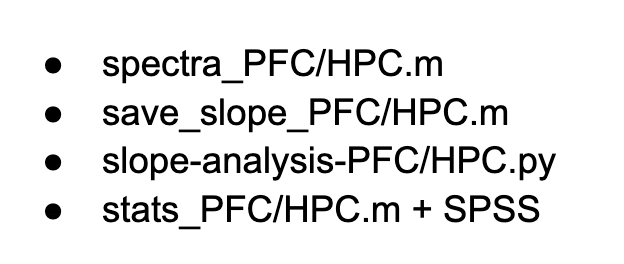 ● spectra_PFC/HPC.m
● save_slope_PFC/HPC.m
● slope-analysis-PFC/HPC.py
● stats_PFC/HPC.m + SPSS